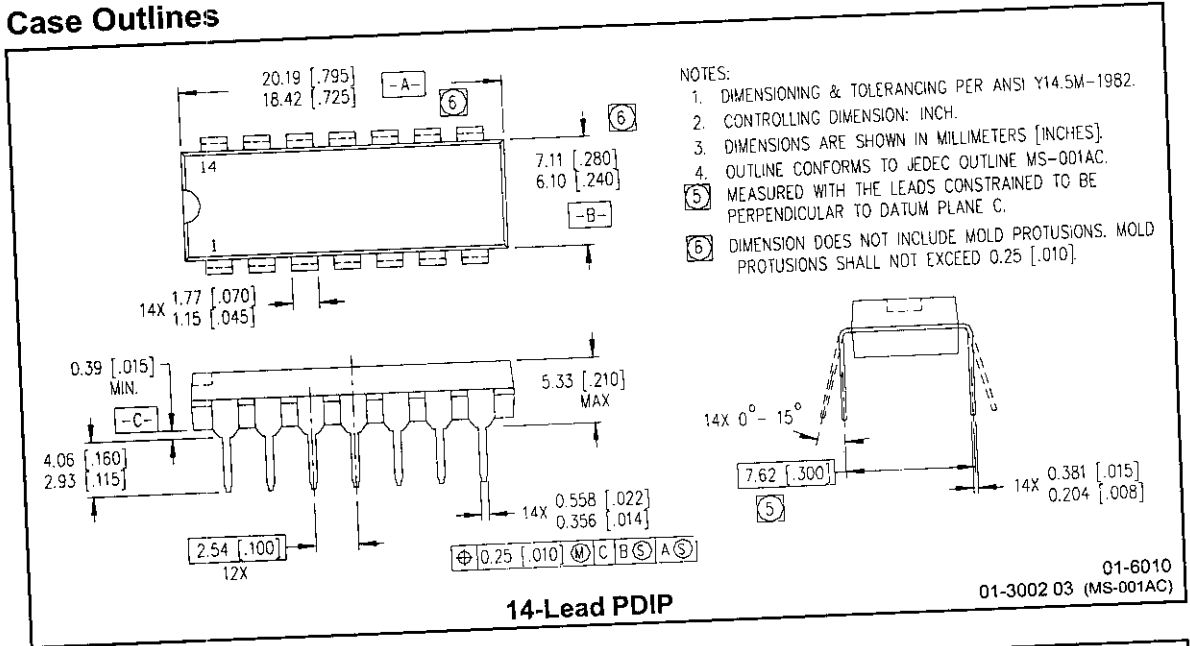 Case Outlines
20.19 [.795]
18.42 [.725]
-A-
6
6
14
1
7.11 [.280]
6.10 [.240]
-B-
14X 1.77 [.070]
1.15 [.045]
NOTES:
1. DIMENSIONING & TOLERANCING PER ANSI Y14.5M-1982.
2. CONTROLLING DIMENSION: INCH.
3. DIMENSIONS ARE SHOWN IN MILLIMETERS [INCHES].
4. OUTLINE CONFORMS TO JEDEC OUTLINE MS-001AC.
5 MEASURED WITH THE LEADS CONSTRAINED TO BE
PERPENDICULAR TO DATUM PLANE C.
6 DIMENSION DOES NOT INCLUDE MOLD PROTUSIONS. MOLD
PROTUSIONS SHALL NOT EXCEED 0.25 [.010].
0.39 [.015]
MIN.
-C-
4.06 [.160]
2.93 [.115]
5.33 [.210]
MAX
14X 0.558 [.022]
0.356 [.014]
2.54 [.100]
12X
⌖ 0.25 [.010] Ⓜ C B Ⓢ A Ⓢ
14X 0°- 15°
7.62 [.300]
5
14X 0.381 [.015]
0.204 [.008]
14-Lead PDIP
01-6010
01-3002 03 (MS-001AC)